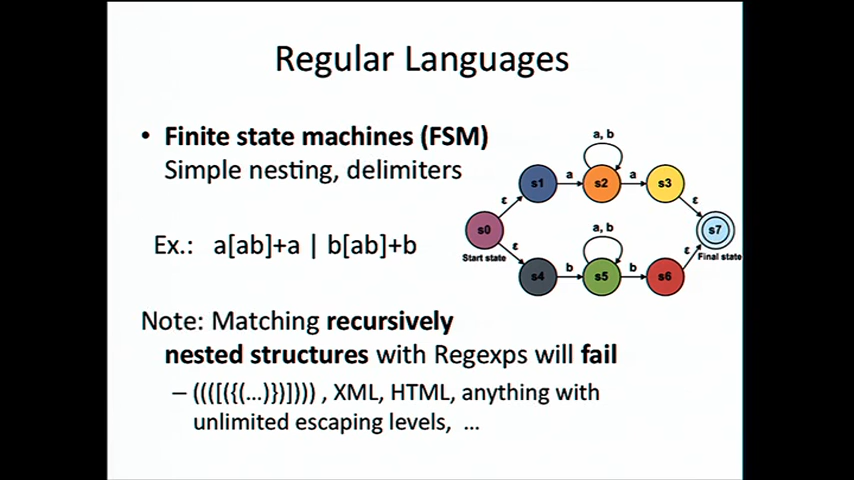 Regular Languages
• Finite state machines (FSM)
Simple nesting, delimiters
Ex.: a[ab]+a | b[ab]+b
a, b
s1
a
s2
a
s3
ε
ε
s0
Start state
s7
Final state
ε
a, b
ε
s4
b
s5
b
s6
Note: Matching recursively
nested structures with Regexps will fail
– (((([({(...)})])))) , XML, HTML, anything with
unlimited escaping levels, ...